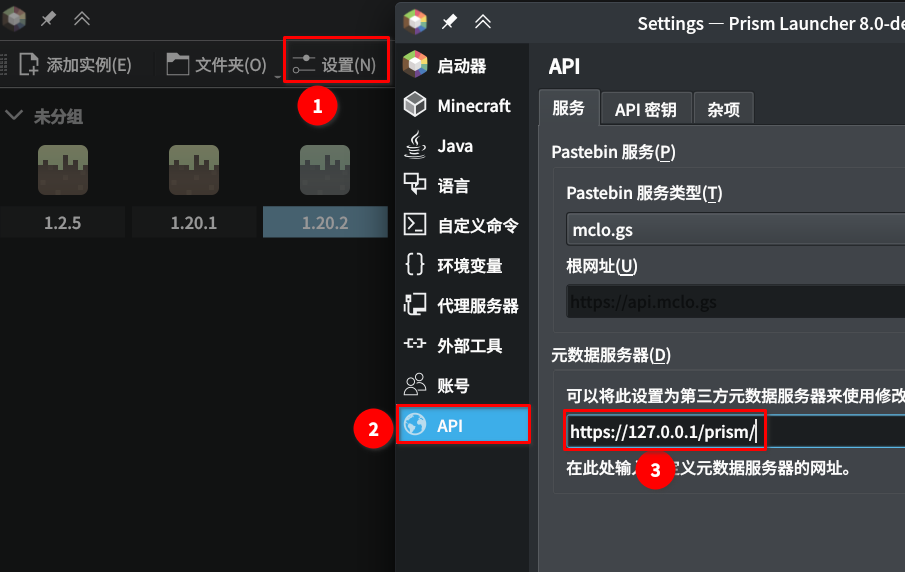 添加实例(E)
文件夹(O)
设置(N)
1
未分组
1.2.5
1.20.1
1.20.2
Settings — Prism Launcher 8.0-de
启动器
Minecraft
Java
语言
自定义命令
环境变量
代理服务器
外部工具
账号
API
2
API
服务
API 密钥
杂项
Pastebin 服务(P)
Pastebin 服务类型(T)
mclo.gs
根网址(U)
https://api.mclo.gs
元数据服务器(D)
可以将此设置为第三方元数据服务器来使用修改
https://127.0.0.1/prism/
3
在此处输入 定义元数据服务器的网址。